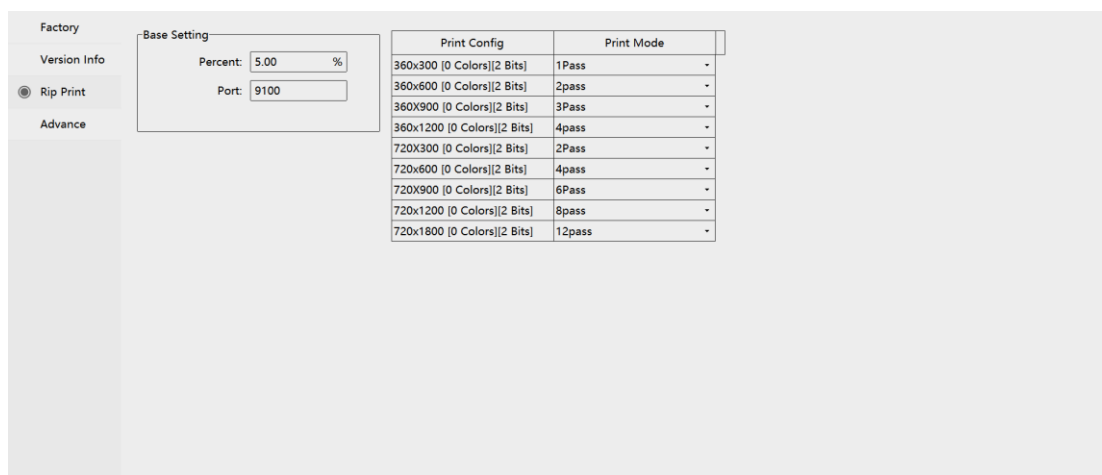 Factory
Version Info
Rip Print
Advance
Base Setting
Percent: 5.00 %
Port: 9100
Print Config Print Mode
360x300 [0 Colors][2 Bits] 1Pass
360x600 [0 Colors][2 Bits] 2pass
360X900 [0 Colors][2 Bits] 3Pass
360x1200 [0 Colors][2 Bits] 4pass
720X300 [0 Colors][2 Bits] 2Pass
720x600 [0 Colors][2 Bits] 4pass
720X900 [0 Colors][2 Bits] 6Pass
720x1200 [0 Colors][2 Bits] 8pass
720x1800 [0 Colors][2 Bits] 12pass